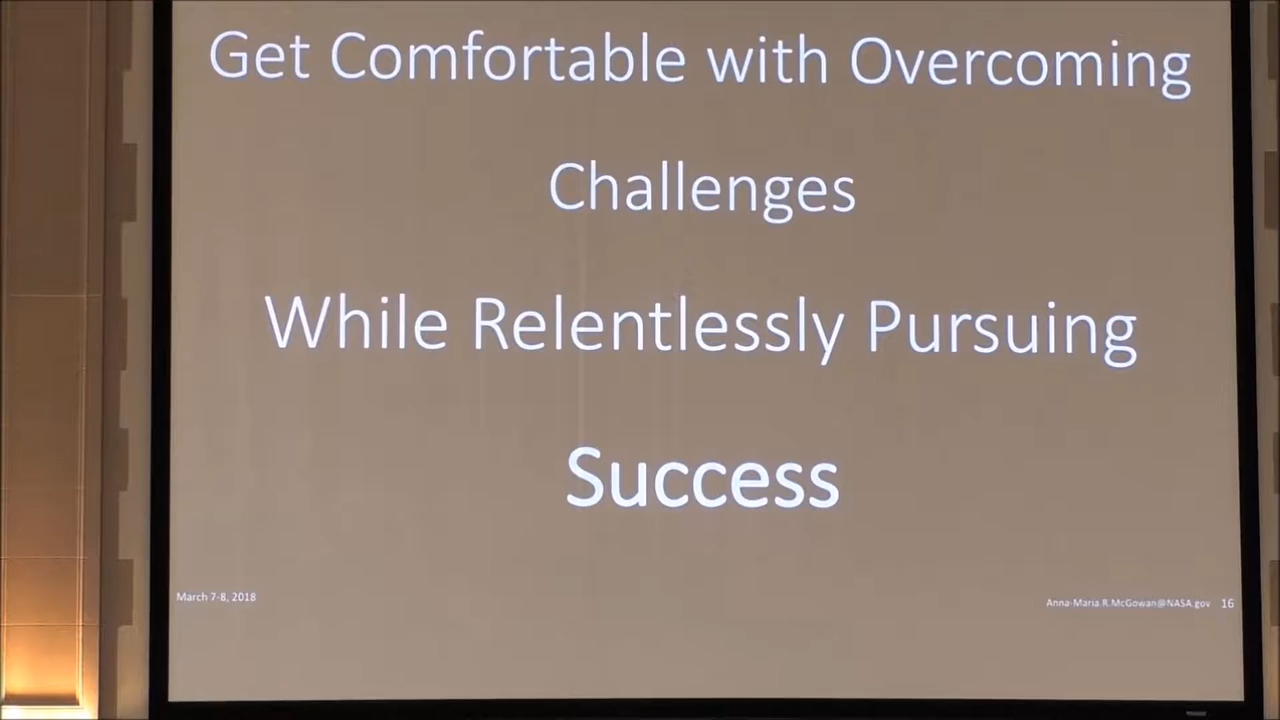 Get Comfortable with Overcoming
Challenges
While Relentlessly Pursuing
Success
March 7-8, 2018
Anna-Maria.R.McGowan@NASA.gov 16